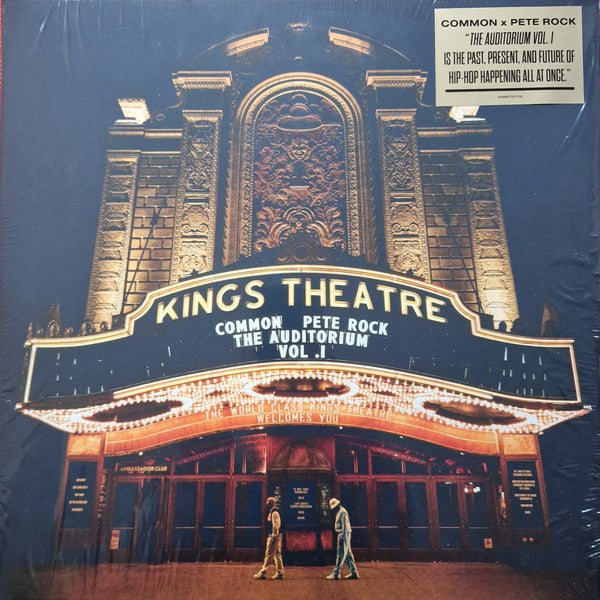 COMMON x PETE ROCK
"THE AUDITORIUM VOL. I
IS THE PAST, PRESENT, AND FUTURE OF
HIP-HOP HAPPENING ALL AT ONCE."
KINGS THEATRE
COMMON PETE ROCK
THE AUDITORIUM
VOL .I
THE WORLD CLASS KINGS THEATRE
WELCOMES YOU
AMBASSADOR CLUB